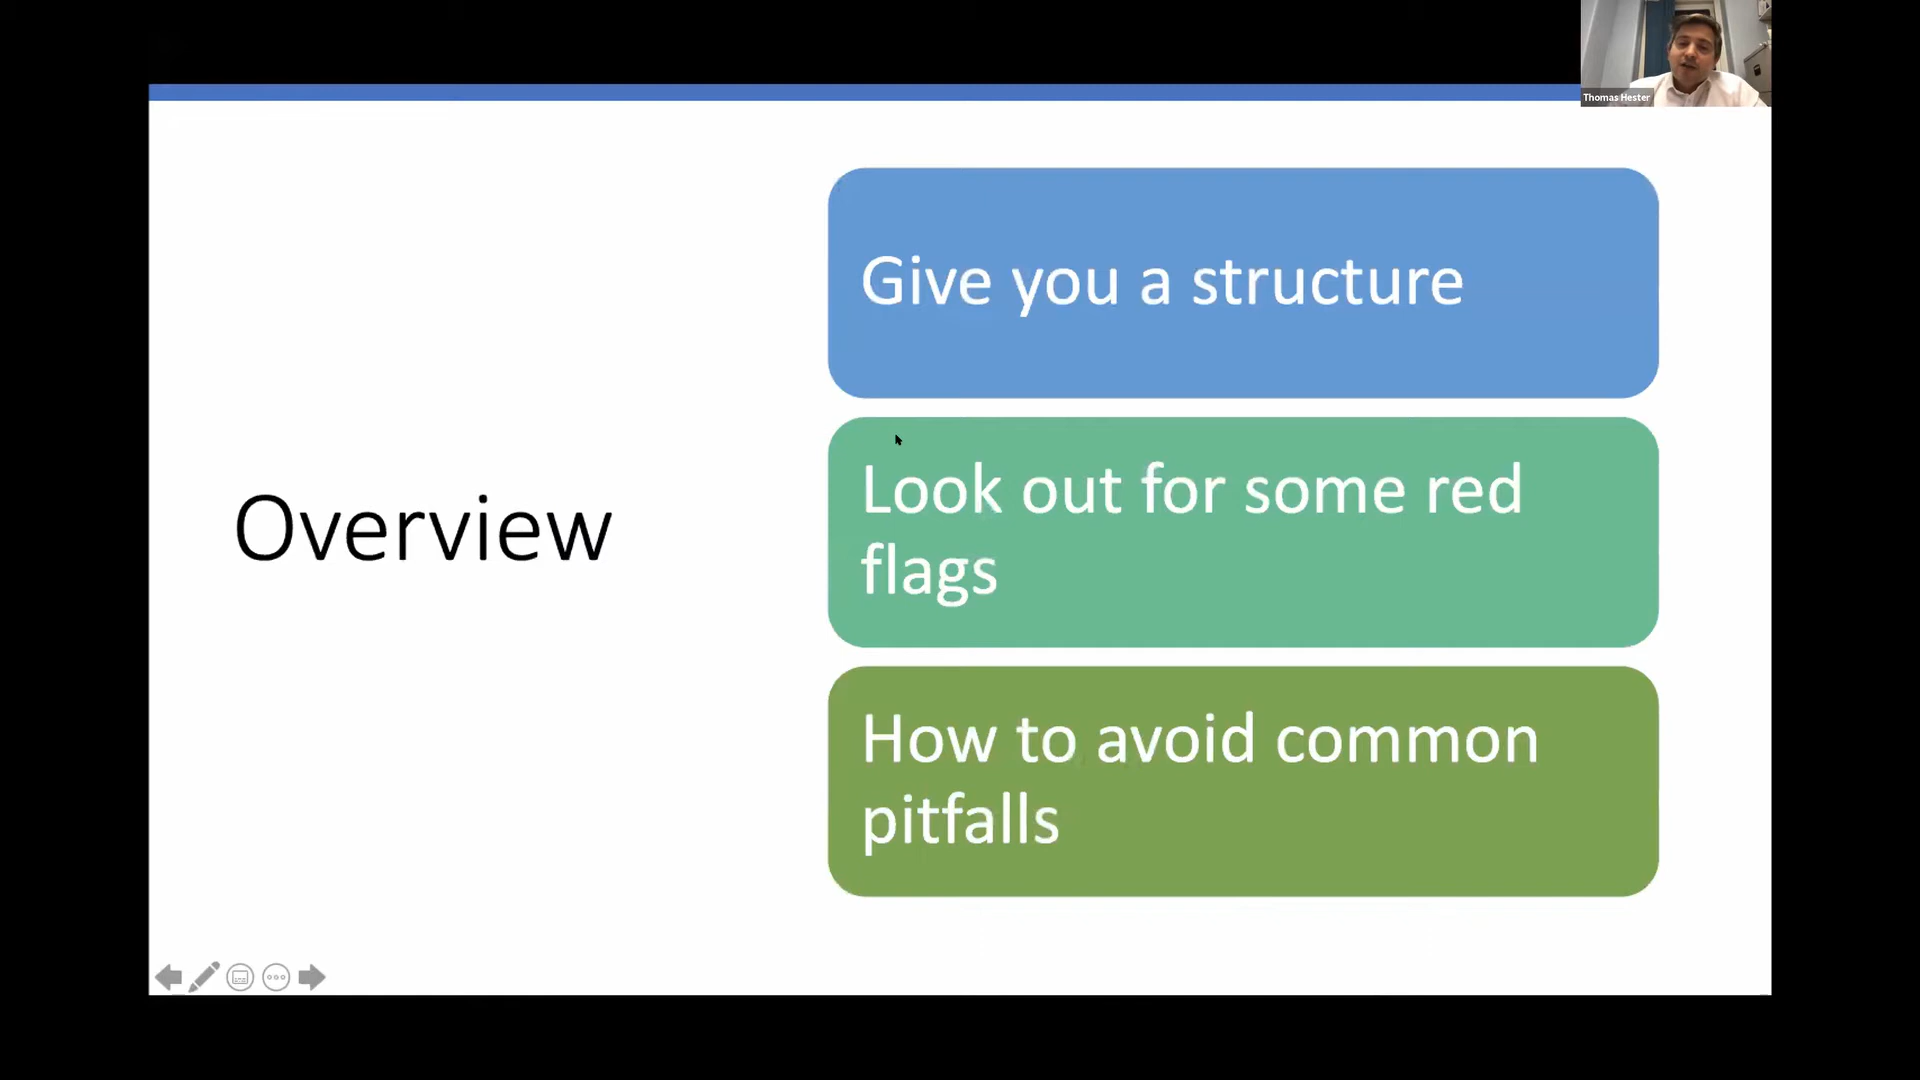 Thomas Hester
Overview
Give you a structure
Look out for some red
flags
How to avoid common
pitfalls